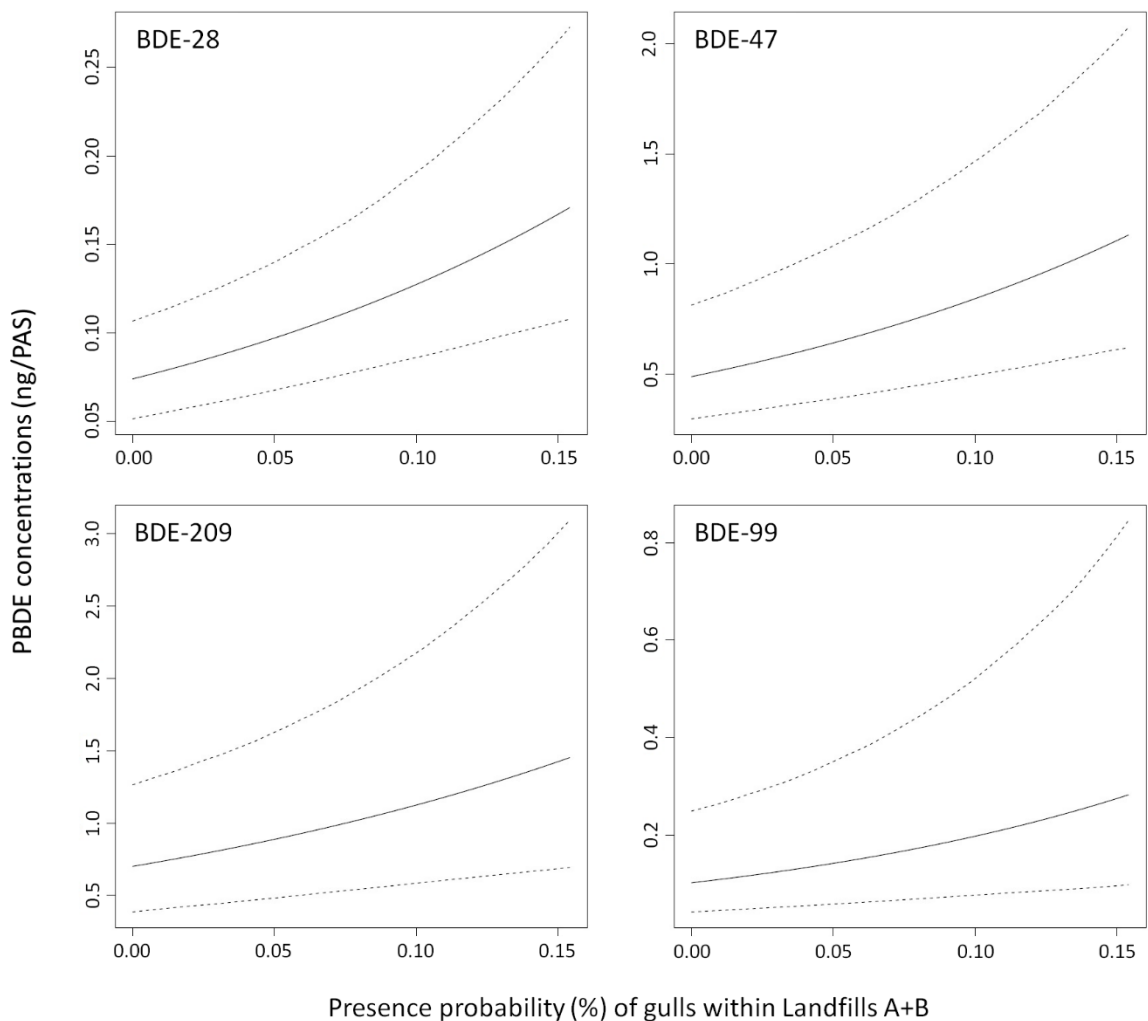 PBDE concentrations (ng/PAS)
BDE-28
0.25
0.20
0.15
0.10
0.05
0.00 0.05 0.10 0.15
BDE-47
2.0
1.5
1.0
0.5
0.00 0.05 0.10 0.15
BDE-209
3.0
2.5
2.0
1.5
1.0
0.5
0.00 0.05 0.10 0.15
BDE-99
0.8
0.6
0.4
0.2
0.00 0.05 0.10 0.15
Presence probability (%) of gulls within Landfills A+B